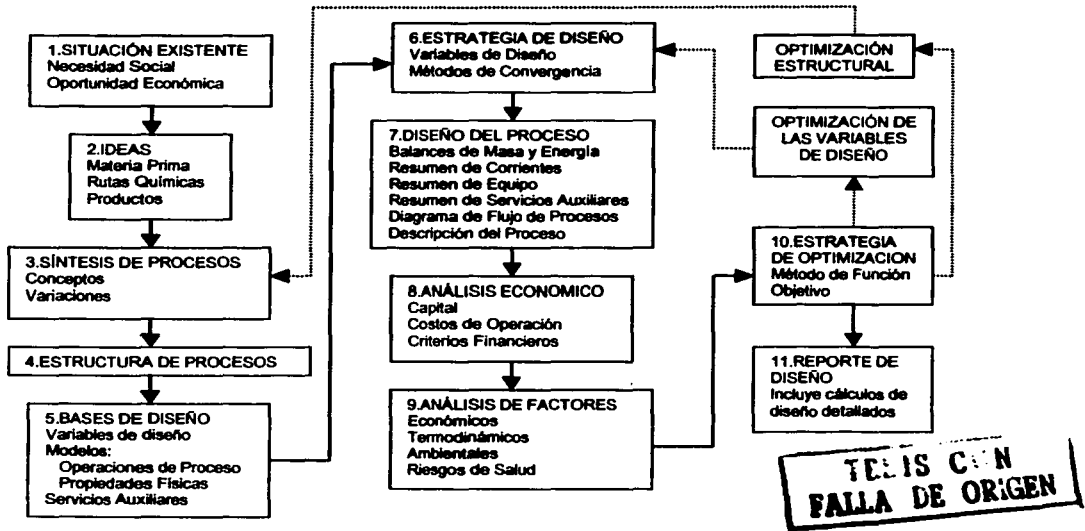 1.SITUACIÓN EXISTENTE
Necesidad Social
Oportunidad Económica
2.IDEAS
Materia Prima
Rutas Químicas
Productos
3.SÍNTESIS DE PROCESOS
Conceptos
Variaciones
4.ESTRUCTURA DE PROCESOS
5.BASES DE DISEÑO
Variables de diseño
Modelos:
Operaciones de Proceso
Propiedades Físicas
Servicios Auxiliares
6.ESTRATEGIA DE DISEÑO
Variables de Diseño
Métodos de Convergencia
7.DISEÑO DEL PROCESO
Balances de Masa y Energía
Resumen de Corrientes
Resumen de Equipo
Resumen de Servicios Auxiliares
Diagrama de Flujo de Procesos
Descripción del Proceso
8.ANÁLISIS ECONOMICO
Capital
Costos de Operación
Criterios Financieros
9.ANÁLISIS DE FACTORES
Económicos
Termodinámicos
Ambientales
Riesgos de Salud
OPTIMIZACIÓN
ESTRUCTURAL
OPTIMIZACIÓN DE
LAS VARIABLES
DE DISEÑO
10.ESTRATEGIA
DE OPTIMIZACION
Método de Función
Objetivo
11.REPORTE DE
DISEÑO
Incluye cálculos de
diseño detallados
TESIS CON
FALLA DE ORIGEN